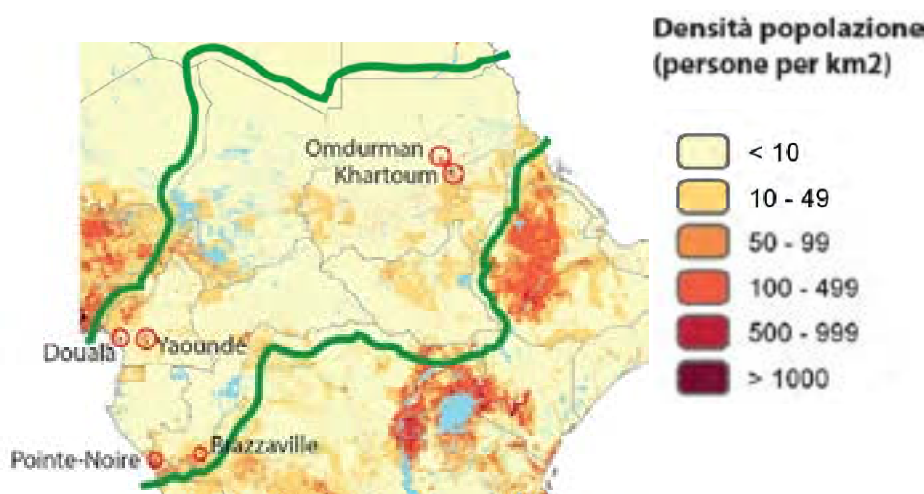 Densità popolazione
(persone per km2)
< 10
10 - 49
50 - 99
100 - 499
500 - 999
> 1000
Omdurman
Khartoum
Douala
Yaoundé
Brazzaville
Pointe-Noire